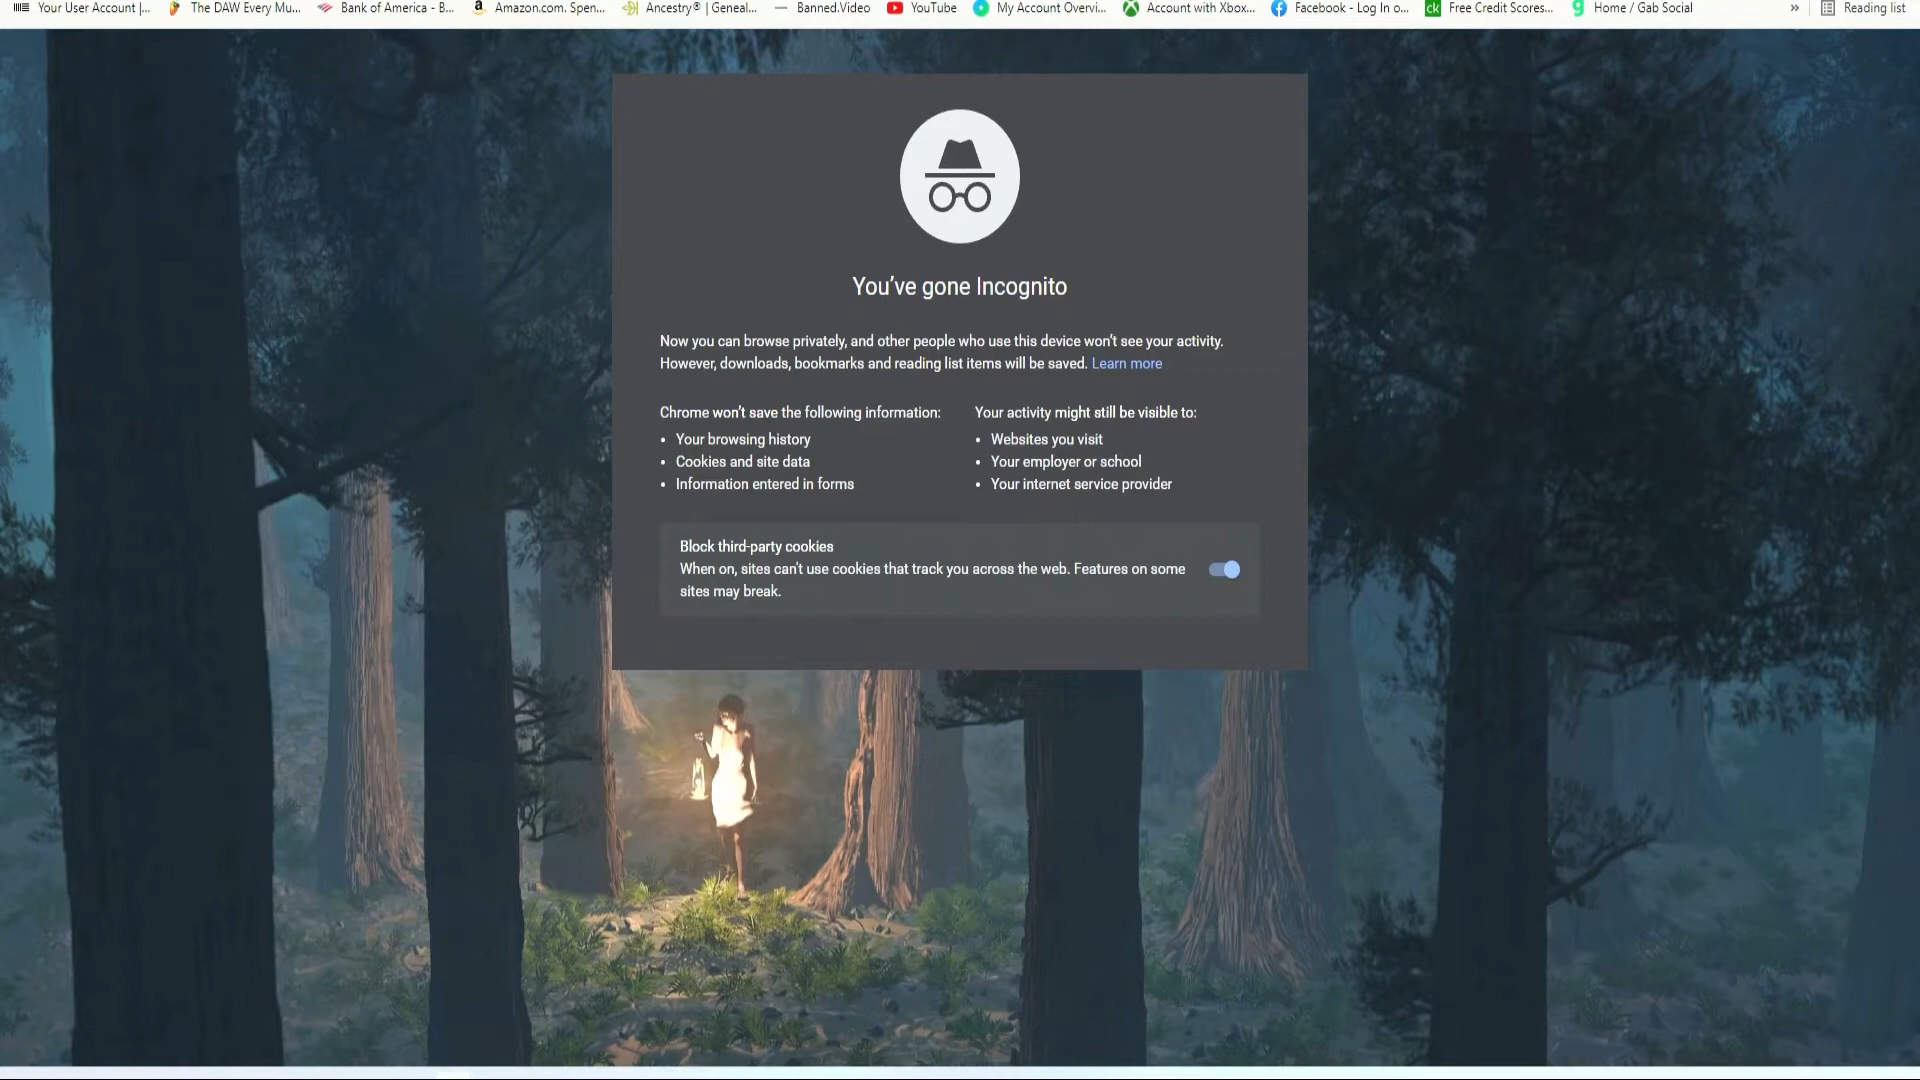 Your User Account |... The DAW Every Mu... Bank of America - B... Amazon.com. Spen... Ancestry® | Geneal... Banned.Video YouTube My Account Overvi... Account with Xbox... Facebook - Log In o... ck Free Credit Scores... Home / Gab Social » Reading list
You've gone Incognito
Now you can browse privately, and other people who use this device won't see your activity.
However, downloads, bookmarks and reading list items will be saved. Learn more
Chrome won't save the following information:
• Your browsing history
• Cookies and site data
• Information entered in forms
Your activity might still be visible to:
• Websites you visit
• Your employer or school
• Your internet service provider
Block third-party cookies
When on, sites can't use cookies that track you across the web. Features on some
sites may break.